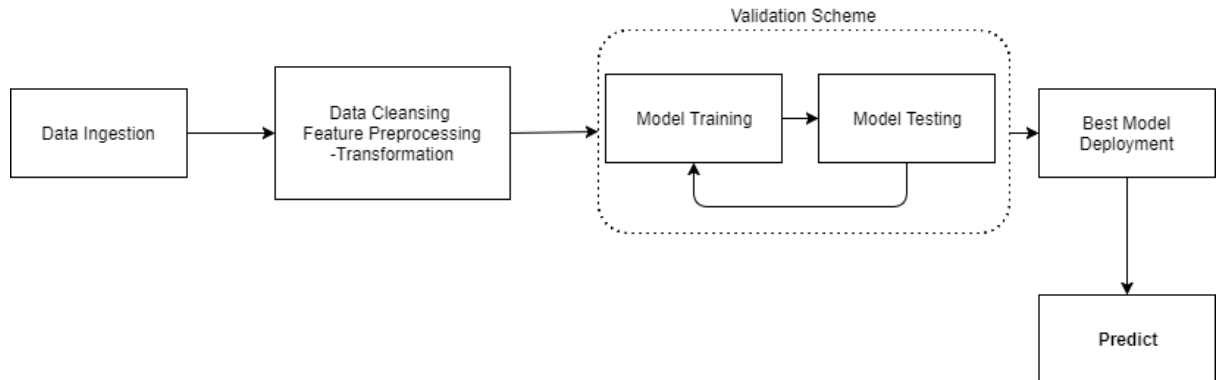 Validation Scheme
Data Ingestion
Data Cleansing
Feature Preprocessing
-Transformation
Model Training
Model Testing
Best Model
Deployment
Predict